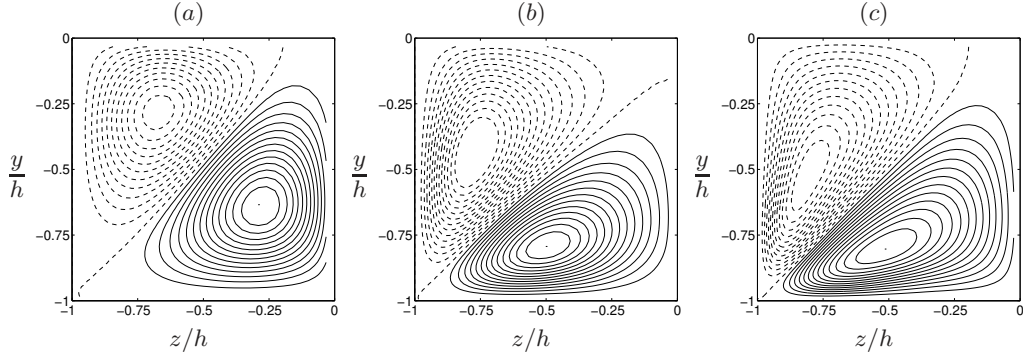 (a) (b) (c)
0 0 0
−0.25 −0.25 −0.25
y/h −0.5 y/h −0.5 y/h −0.5
−0.75 −0.75 −0.75
−1 −1 −1
−1 −0.75 −0.5 −0.25 0 −1 −0.75 −0.5 −0.25 0 −1 −0.75 −0.5 −0.25 0
z/h z/h z/h